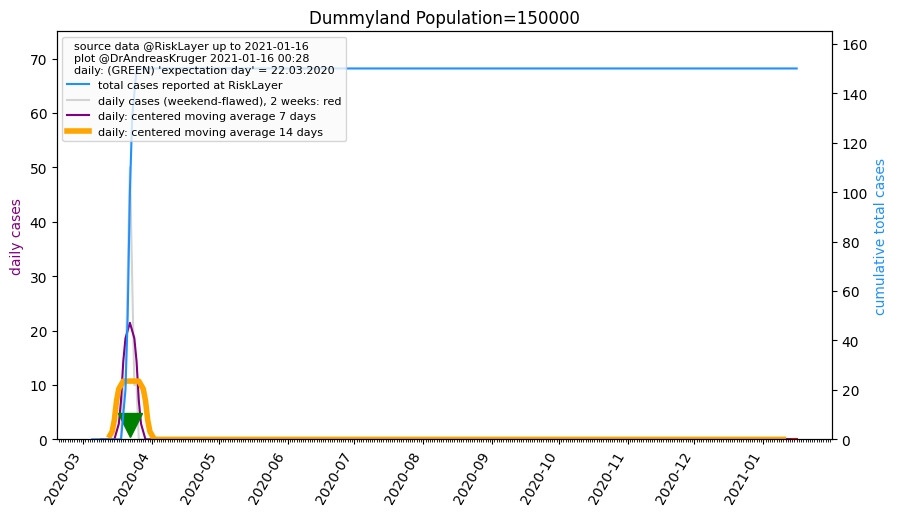 Dummyland Population=150000
source data @RiskLayer up to 2021-01-16
plot @DrAndreasKruger 2021-01-16 00:28
daily: (GREEN) 'expectation day' = 22.03.2020
total cases reported at RiskLayer
daily cases (weekend-flawed), 2 weeks: red
daily: centered moving average 7 days
daily: centered moving average 14 days
daily cases
70
60
50
40
30
20
10
0
160
140
120
100
80
60
40
20
0
cumulative total cases
2020-03
2020-04
2020-05
2020-06
2020-07
2020-08
2020-09
2020-10
2020-11
2020-12
2021-01